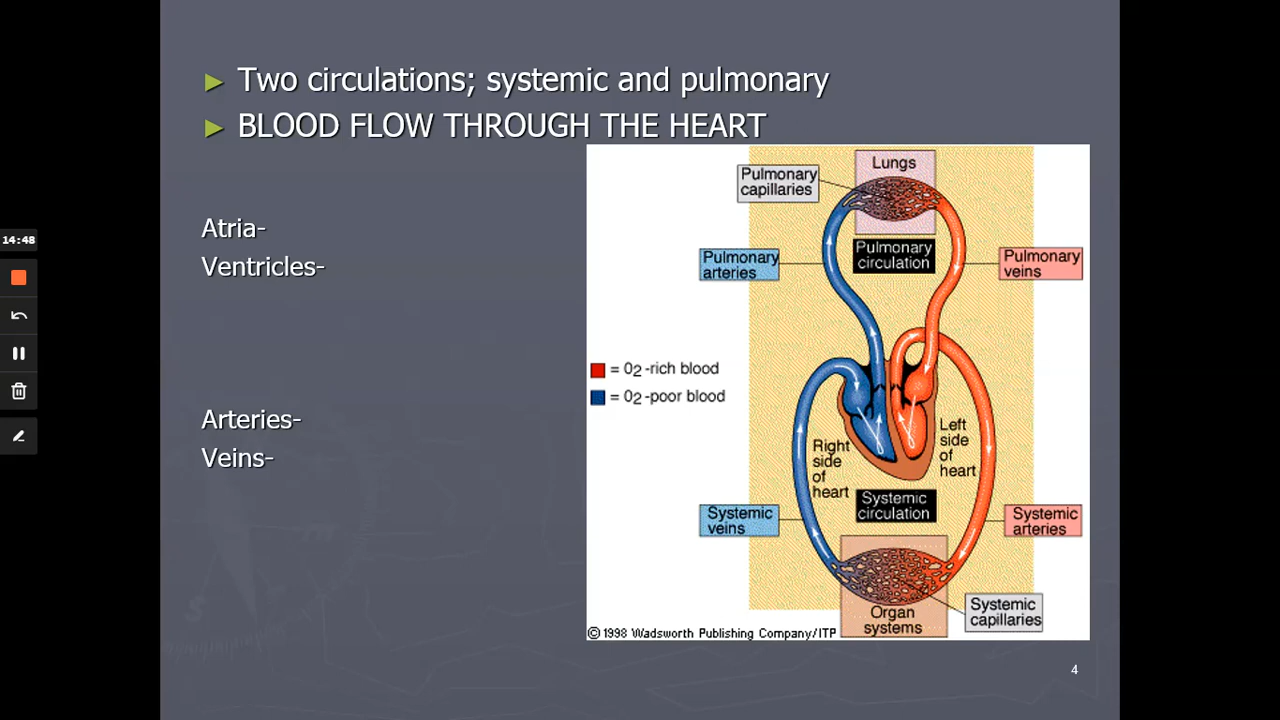 Two circulations; systemic and pulmonary
BLOOD FLOW THROUGH THE HEART
Atria-
Ventricles-
Arteries-
Veins-
14:48
Lungs
Pulmonary
capillaries
Pulmonary
circulation
Pulmonary
arteries
Pulmonary
veins
= O2 -rich blood
= O2 -poor blood
Right
side
of
heart
Left
side
of
heart
Systemic
circulation
Systemic
veins
Systemic
arteries
Organ
systems
Systemic
capillaries
© 1998 Wadsworth Publishing Company/ITP
4